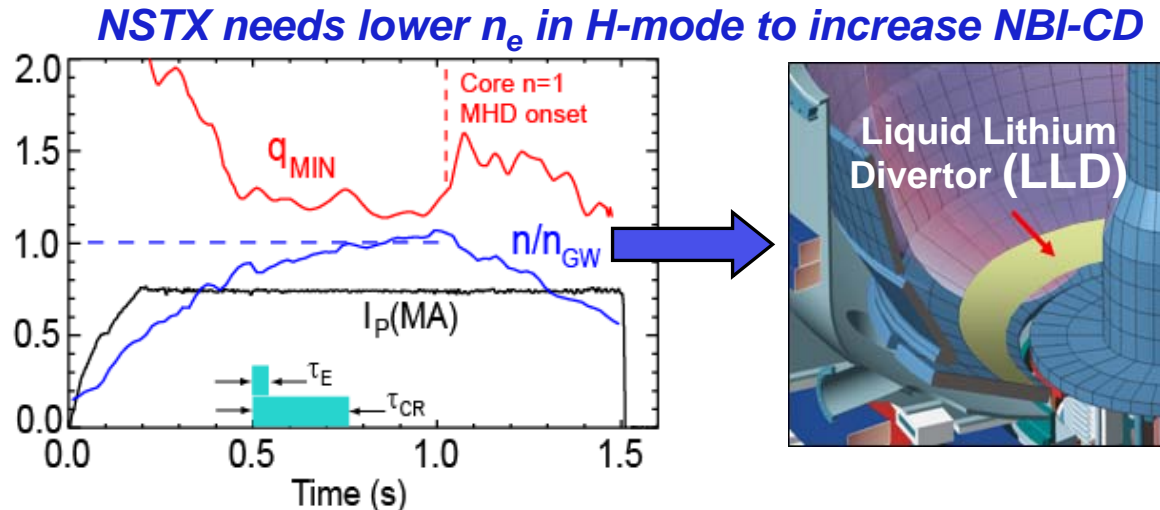 NSTX needs lower nₑ in H-mode to increase NBI-CD
2.0
1.5
1.0
0.5
0.0
Core n=1
MHD onset
qMIN
n/nGW
IP(MA)
τE
τCR
0.0 0.5 1.0 1.5
Time (s)
Liquid Lithium
Divertor (LLD)